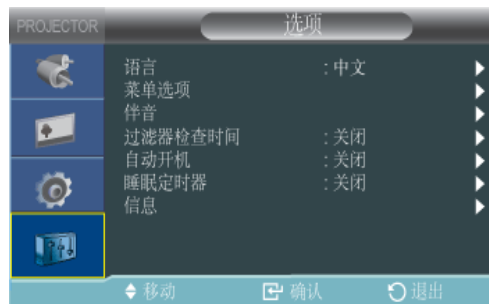 PROJECTOR 选项
语言 : 中文
菜单选项
伴音
过滤器检查时间 : 关闭
自动开机 : 关闭
睡眠定时器 : 关闭
信息
移动 确认 退出